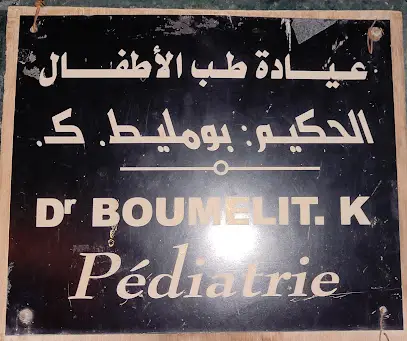 عيادة طب الأطفال
الحكيم: بومليط. ك.
Dr BOUMELIT. K
Pédiatrie